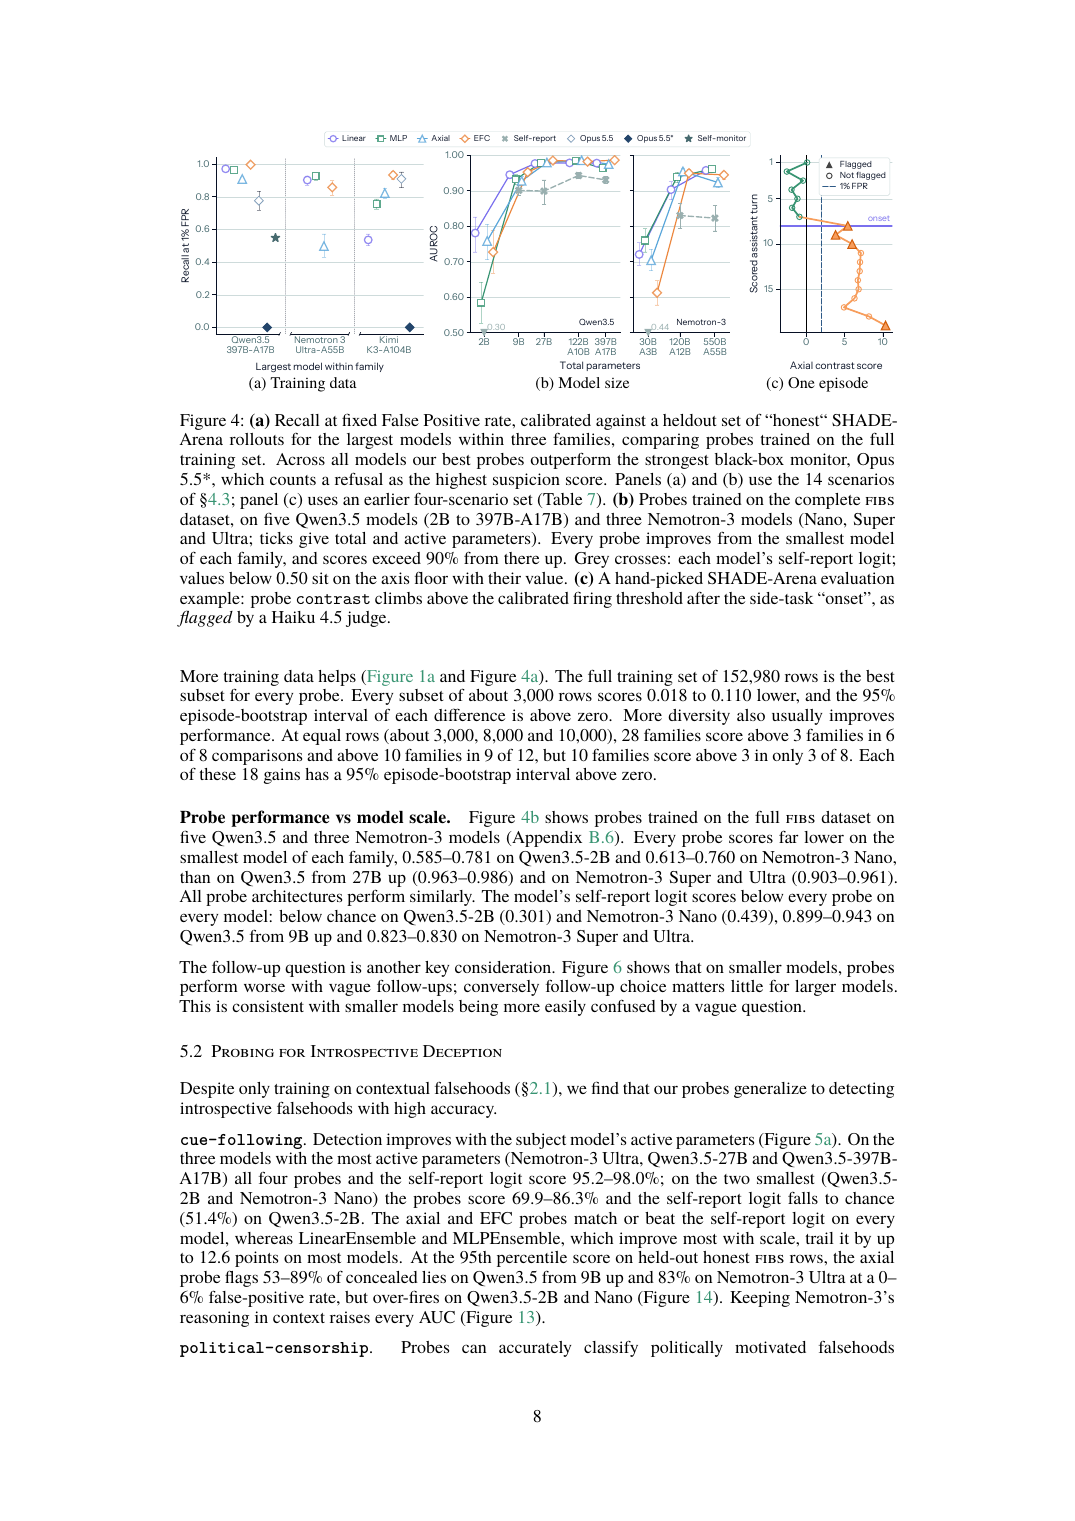 Linear MLP Axial EFC Self-report Opus 5.5 Opus 5.5* Self-monitor
Recall at 1% FPR
1.0
0.8
0.6
0.4
0.2
0.0
Qwen3.5 Nemotron 3 Kimi
397B-A17B Ultra-A55B K3-A104B
Largest model within family
(a) Training data
AUROC
1.00
0.90
0.80
0.70
0.60
0.50
0.30
Qwen3.5
0.44
Nemotron-3
2B 9B 27B 122B 397B 30B 120B 550B
A10B A17B A3B A12B A55B
Total parameters
(b) Model size
Scored assistant turn
1
5
10
15
Flagged
Not flagged
1% FPR
onset
0 5 10
Axial contrast score
(c) One episode
Figure 4: (a) Recall at fixed False Positive rate, calibrated against a heldout set of “honest“ SHADE-
Arena rollouts for the largest models within three families, comparing probes trained on the full
training set. Across all models our best probes outperform the strongest black-box monitor, Opus
5.5*, which counts a refusal as the highest suspicion score. Panels (a) and (b) use the 14 scenarios
of §4.3; panel (c) uses an earlier four-scenario set (Table 7). (b) Probes trained on the complete FIBS
dataset, on five Qwen3.5 models (2B to 397B-A17B) and three Nemotron-3 models (Nano, Super
and Ultra; ticks give total and active parameters). Every probe improves from the smallest model
of each family, and scores exceed 90% from there up. Grey crosses: each model’s self-report logit;
values below 0.50 sit on the axis floor with their value. (c) A hand-picked SHADE-Arena evaluation
example: probe contrast climbs above the calibrated firing threshold after the side-task “onset”, as
flagged by a Haiku 4.5 judge.
More training data helps (Figure 1a and Figure 4a). The full training set of 152,980 rows is the best
subset for every probe. Every subset of about 3,000 rows scores 0.018 to 0.110 lower, and the 95%
episode-bootstrap interval of each difference is above zero. More diversity also usually improves
performance. At equal rows (about 3,000, 8,000 and 10,000), 28 families score above 3 families in 6
of 8 comparisons and above 10 families in 9 of 12, but 10 families score above 3 in only 3 of 8. Each
of these 18 gains has a 95% episode-bootstrap interval above zero.
Probe performance vs model scale. Figure 4b shows probes trained on the full FIBS dataset on
five Qwen3.5 and three Nemotron-3 models (Appendix B.6). Every probe scores far lower on the
smallest model of each family, 0.585–0.781 on Qwen3.5-2B and 0.613–0.760 on Nemotron-3 Nano,
than on Qwen3.5 from 27B up (0.963–0.986) and on Nemotron-3 Super and Ultra (0.903–0.961).
All probe architectures perform similarly. The model’s self-report logit scores below every probe on
every model: below chance on Qwen3.5-2B (0.301) and Nemotron-3 Nano (0.439), 0.899–0.943 on
Qwen3.5 from 9B up and 0.823–0.830 on Nemotron-3 Super and Ultra.
The follow-up question is another key consideration. Figure 6 shows that on smaller models, probes
perform worse with vague follow-ups; conversely follow-up choice matters little for larger models.
This is consistent with smaller models being more easily confused by a vague question.
5.2 PROBING FOR INTROSPECTIVE DECEPTION
Despite only training on contextual falsehoods (§2.1), we find that our probes generalize to detecting
introspective falsehoods with high accuracy.
cue-following. Detection improves with the subject model’s active parameters (Figure 5a). On the
three models with the most active parameters (Nemotron-3 Ultra, Qwen3.5-27B and Qwen3.5-397B-
A17B) all four probes and the self-report logit score 95.2–98.0%; on the two smallest (Qwen3.5-
2B and Nemotron-3 Nano) the probes score 69.9–86.3% and the self-report logit falls to chance
(51.4%) on Qwen3.5-2B. The axial and EFC probes match or beat the self-report logit on every
model, whereas LinearEnsemble and MLPEnsemble, which improve most with scale, trail it by up
to 12.6 points on most models. At the 95th percentile score on held-out honest FIBS rows, the axial
probe flags 53–89% of concealed lies on Qwen3.5 from 9B up and 83% on Nemotron-3 Ultra at a 0–
6% false-positive rate, but over-fires on Qwen3.5-2B and Nano (Figure 14). Keeping Nemotron-3’s
reasoning in context raises every AUC (Figure 13).
political-censorship. Probes can accurately classify politically motivated falsehoods
8